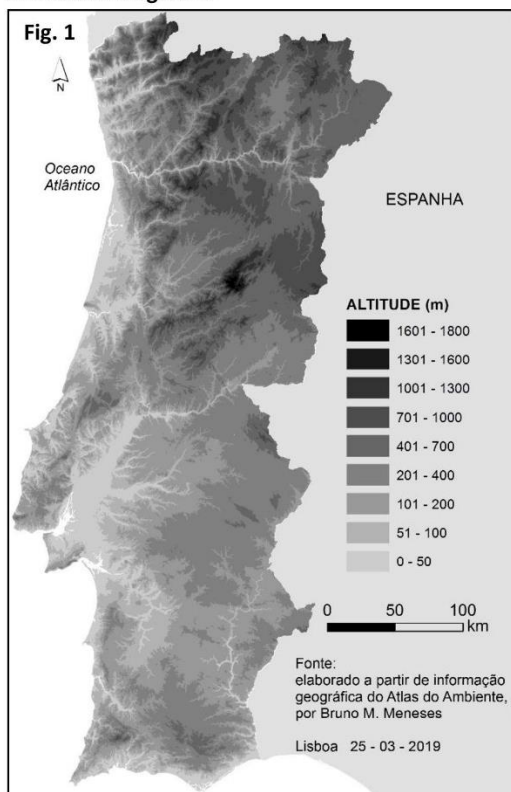 Fig. 1
N
Oceano
Atlântico
ESPANHA
ALTITUDE (m)
1601 - 1800
1301 - 1600
1001 - 1300
701 - 1000
401 - 700
201 - 400
101 - 200
51 - 100
0 - 50
0 50 100
km
Fonte:
elaborado a partir de informação
geográfica do Atlas do Ambiente,
por Bruno M. Meneses
Lisboa 25 - 03 - 2019